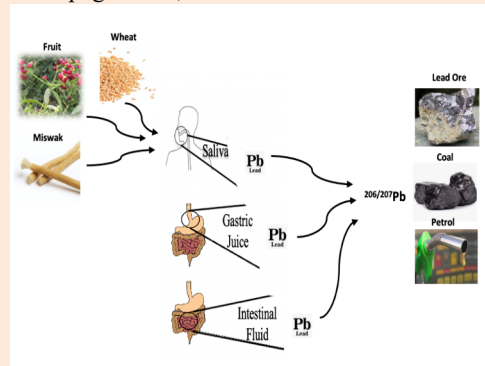 Fruit
Wheat
Miswak
Saliva
Pb
Lead
Gastric
Juice
Pb
Lead
Intestinal
Fluid
Pb
Lead
206/207Pb
Lead Ore
Coal
Petrol